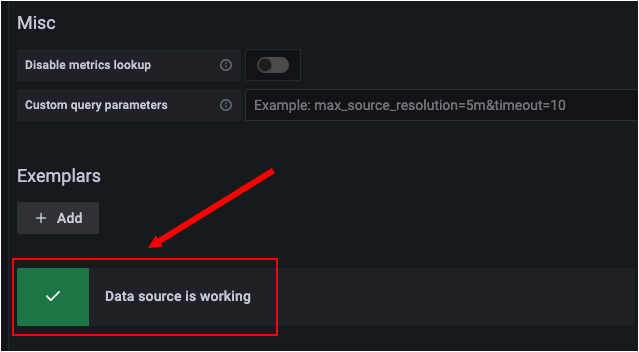 Misc
Disable metrics lookup
Custom query parameters
Example: max_source_resolution=5m&timeout=10
Exemplars
+ Add
Data source is working